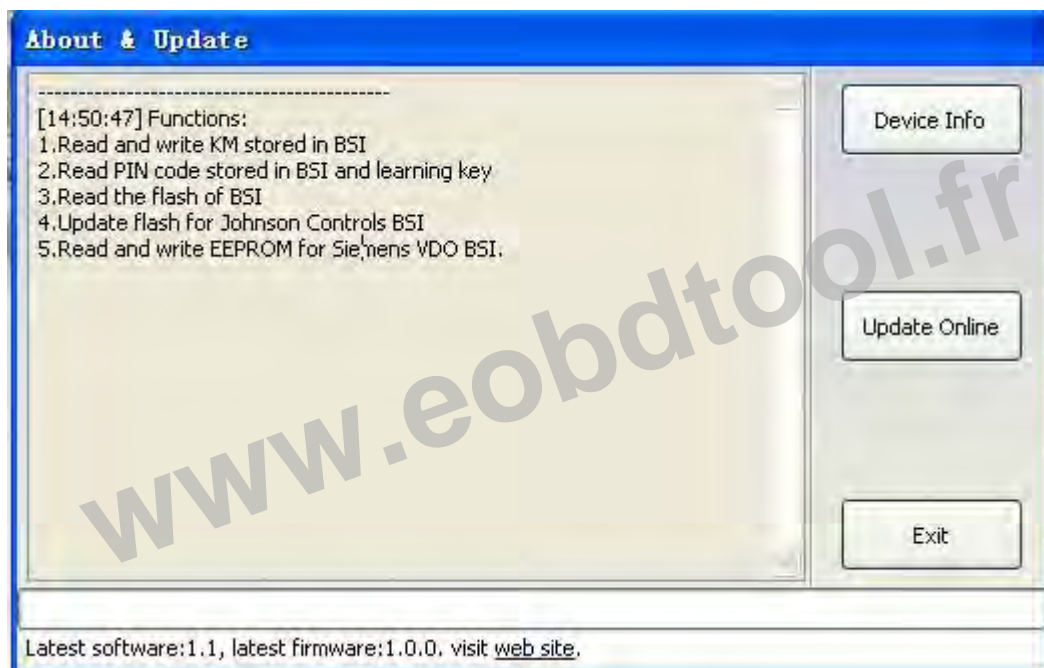 About & Update
--------------------------------------------
[14:50:47] Functions:
1.Read and write KM stored in BSI
2.Read PIN code stored in BSI and learning key
3.Read the flash of BSI
4.Update flash for Johnson Controls BSI
5.Read and write EEPROM for Siemens VDO BSI.
Device Info
Update Online
Exit
www.eobdtool.fr
Latest software:1.1, latest firmware:1.0.0. visit web site.